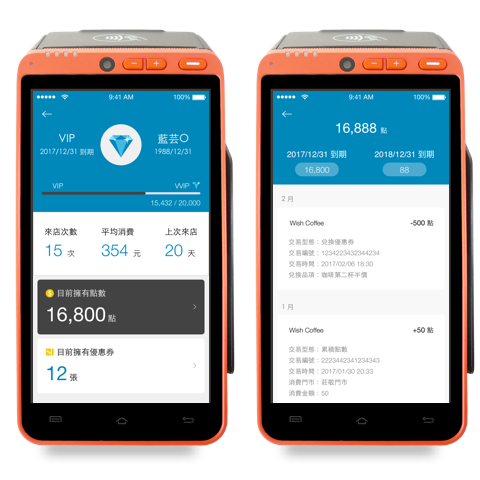 9:41 AM
100%
VIP
藍芸O
2017/12/31 到期
1988/12/31
VIP
VVIP
15,432 / 20,000
來店次數
平均消費
上次來店
15 次
354 元
20 天
目前擁有點數
16,800 點
目前擁有優惠券
12 張
9:41 AM
100%
16,888 點
2017/12/31 到期
2018/12/31 到期
16,800
88
2 月
Wish Coffee
-500 點
交易型態：兌換優惠券
交易編號：1234223432344234
交易時間：2017/02/06 18:30
兌換品項：咖啡第二杯半價
1 月
Wish Coffee
+50 點
交易型態：累積點數
交易編號：2223442341234343
交易時間：2017/01/30 20:33
消費門市：莊敬門市
消費金額：50